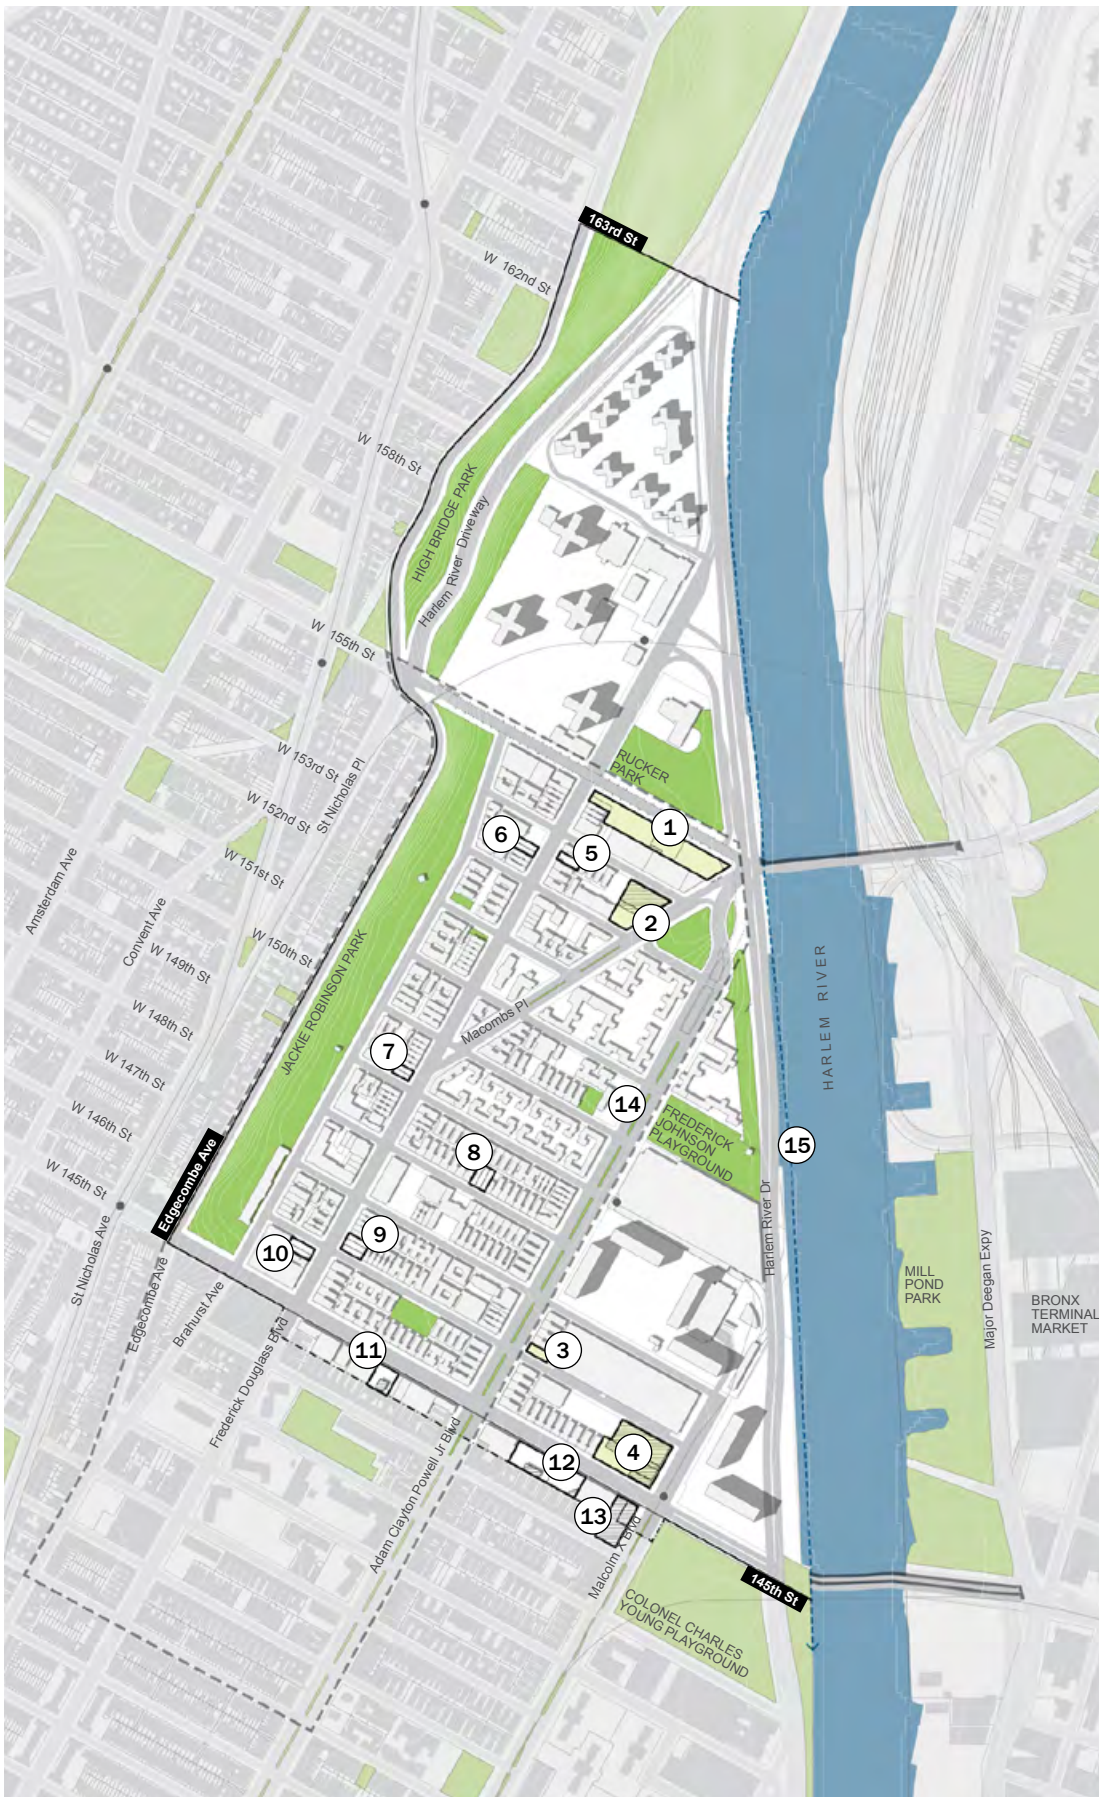 163rd St
W 162nd St
W 158th St
HIGH BRIDGE PARK
Harlem River Driveway
W 155th St
W 153rd St
St Nicholas Pl
W 152nd St
RUCKER
PARK
1
6
5
W 151st St
2
Amsterdam Ave
Convent Ave
W 150th St
W 149th St
JACKIE ROBINSON PARK
HARLEM RIVER
W 148th St
Macombs Pl
7
W 147th St
14
FREDERICK
JOHNSON
PLAYGROUND
W 146th St
15
8
W 145th St
Edgecombe Ave
Harlem River Dr
St Nicholas Ave
9
10
Edgecombe Ave
Brahurst Ave
MILL
POND
PARK
Major Deegan Expy
BRONX
TERMINAL
MARKET
Frederick Douglass Blvd
11
3
Adam Clayton Powell Jr Blvd
4
12
13
Malcolm X Blvd
145th St
COLONEL CHARLES
YOUNG PLAYGROUND